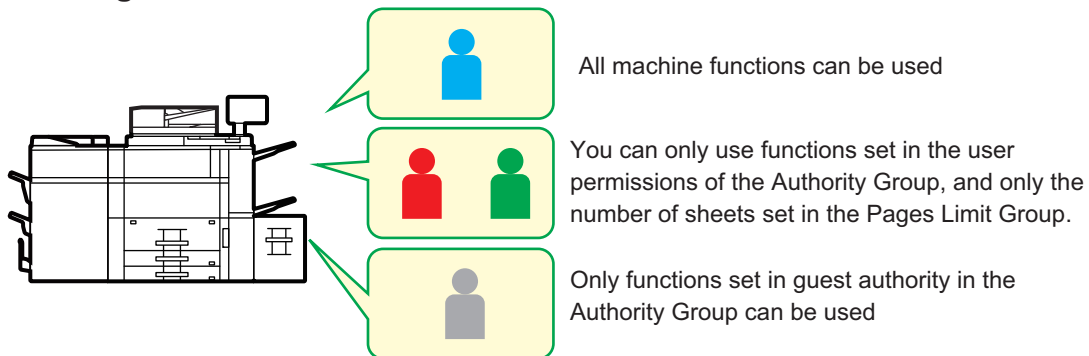 All machine functions can be used
You can only use functions set in the user
permissions of the Authority Group, and only the
number of sheets set in the Pages Limit Group.
Only functions set in guest authority in the
Authority Group can be used